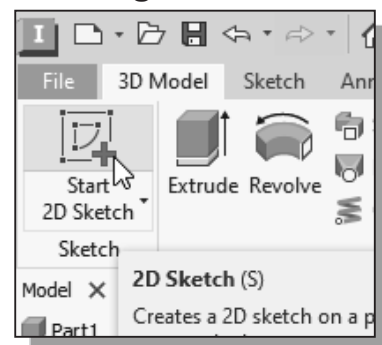 I
File 3D Model Sketch Ann
Start
2D Sketch
Extrude Revolve
Sketch
Model X
2D Sketch (S)
Part1
Creates a 2D sketch on a p